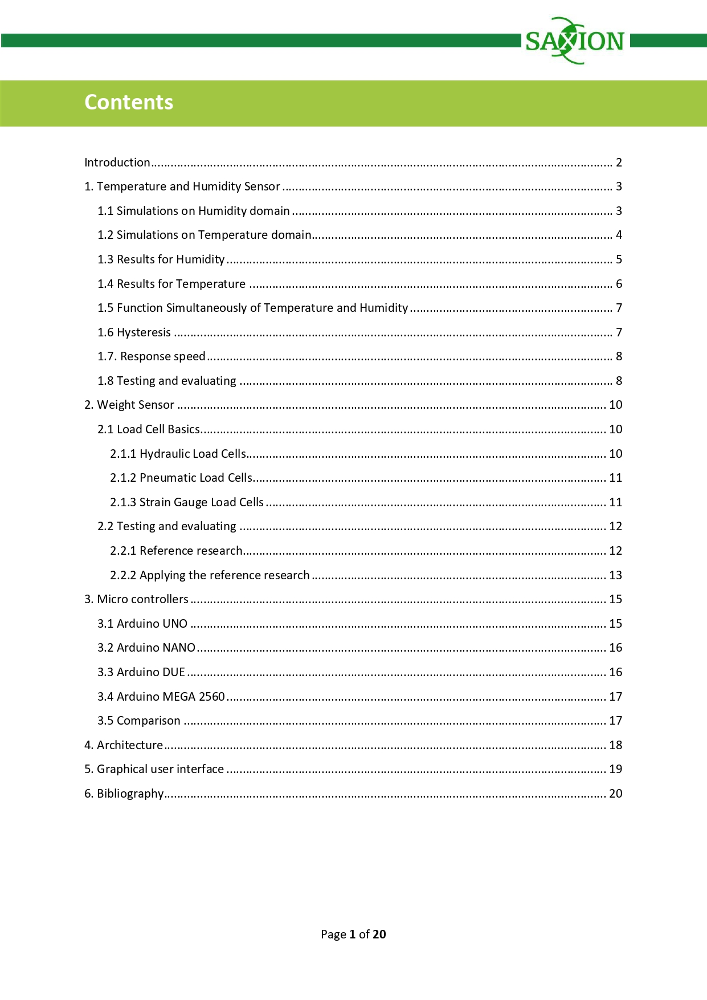 SAXION
Contents
Introduction........................................................................ 2
1. Temperature and Humidity Sensor ........................................................................ 3
1.1 Simulations on Humidity domain ........................................................................ 3
1.2 Simulations on Temperature domain........................................................................ 4
1.3 Results for Humidity ........................................................................ 5
1.4 Results for Temperature ........................................................................ 6
1.5 Function Simultaneously of Temperature and Humidity ........................................................................ 7
1.6 Hysteresis ........................................................................ 7
1.7. Response speed........................................................................ 8
1.8 Testing and evaluating ........................................................................ 8
2. Weight Sensor ........................................................................ 10
2.1 Load Cell Basics........................................................................ 10
2.1.1 Hydraulic Load Cells........................................................................ 10
2.1.2 Pneumatic Load Cells........................................................................ 11
2.1.3 Strain Gauge Load Cells ........................................................................ 11
2.2 Testing and evaluating ........................................................................ 12
2.2.1 Reference research........................................................................ 12
2.2.2 Applying the reference research ........................................................................ 13
3. Micro controllers ........................................................................ 15
3.1 Arduino UNO ........................................................................ 15
3.2 Arduino NANO........................................................................ 16
3.3 Arduino DUE ........................................................................ 16
3.4 Arduino MEGA 2560 ........................................................................ 17
3.5 Comparison ........................................................................ 17
4. Architecture........................................................................ 18
5. Graphical user interface ........................................................................ 19
6. Bibliography........................................................................ 20
Page 1 of 20